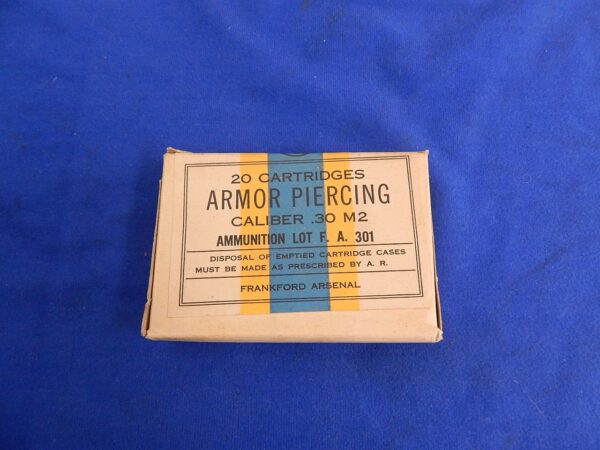 20 CARTRIDGES
ARMOR PIERCING
CALIBER .30 M2
AMMUNITION LOT F. A. 301
DISPOSAL OF EMPTIED CARTRIDGE CASES
MUST BE MADE AS PRESCRIBED BY A. R.
FRANKFORD ARSENAL